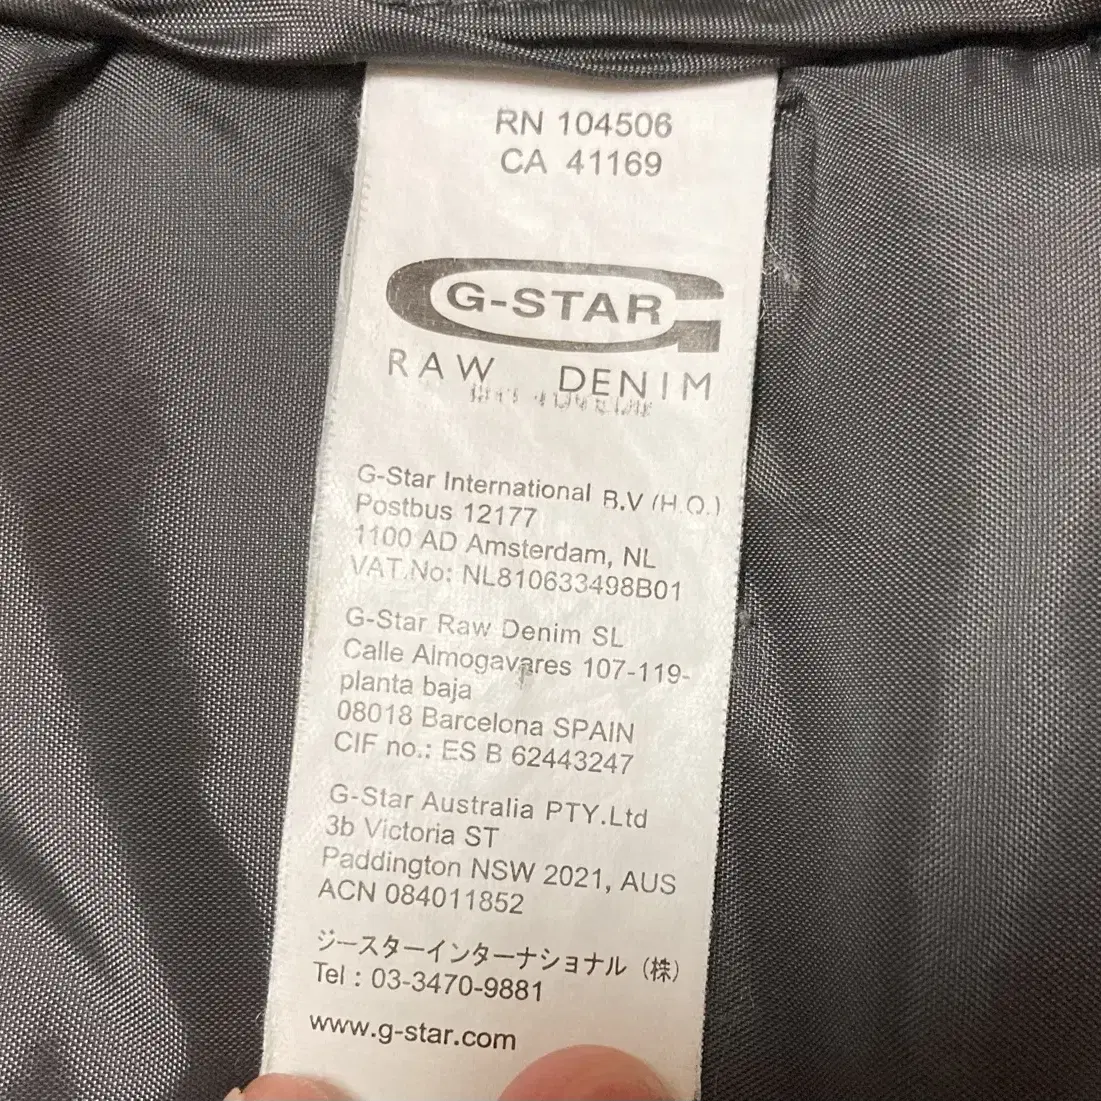 RN 104506
CA 41169
G-STAR
RAW DENIM
G-Star International B.V (H.Q.)
Postbus 12177
1100 AD Amsterdam, NL
VAT.No: NL810633498B01
G-Star Raw Denim SL
Calle Almogavares 107-119-
planta baja
08018 Barcelona SPAIN
CIF no.: ES B 62443247
G-Star Australia PTY.Ltd
3b Victoria ST
Paddington NSW 2021, AUS
ACN 084011852
ジースターインターナショナル（株）
Tel : 03-3470-9881
www.g-star.com